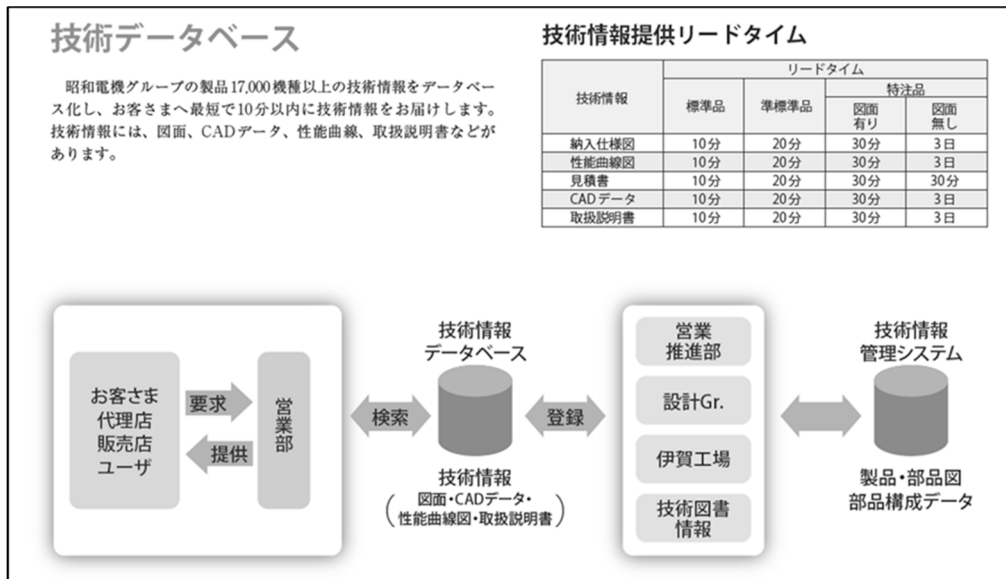 技術データベース
昭和電機グループの製品17,000機種以上の技術情報をデータベー
ス化し、お客さまへ最短で10分以内に技術情報をお届けします。
技術情報には、図面、CADデータ、性能曲線、取扱説明書などが
あります。
技術情報提供リードタイム
技術情報 リードタイム
標準品 準標準品 特注品
図面有り 図面無し
納入仕様図 10分 20分 30分 3日
性能曲線図 10分 20分 30分 3日
見積書 10分 20分 30分 30分
CADデータ 10分 20分 30分 3日
取扱説明書 10分 20分 30分 3日
お客さま
代理店
販売店
ユーザ
要求
提供
営業部
検索
技術情報
データベース
技術情報
(図面・CADデータ・
性能曲線図・取扱説明書)
登録
営業
推進部
設計Gr.
伊賀工場
技術図書
情報
技術情報
管理システム
製品・部品図
部品構成データ